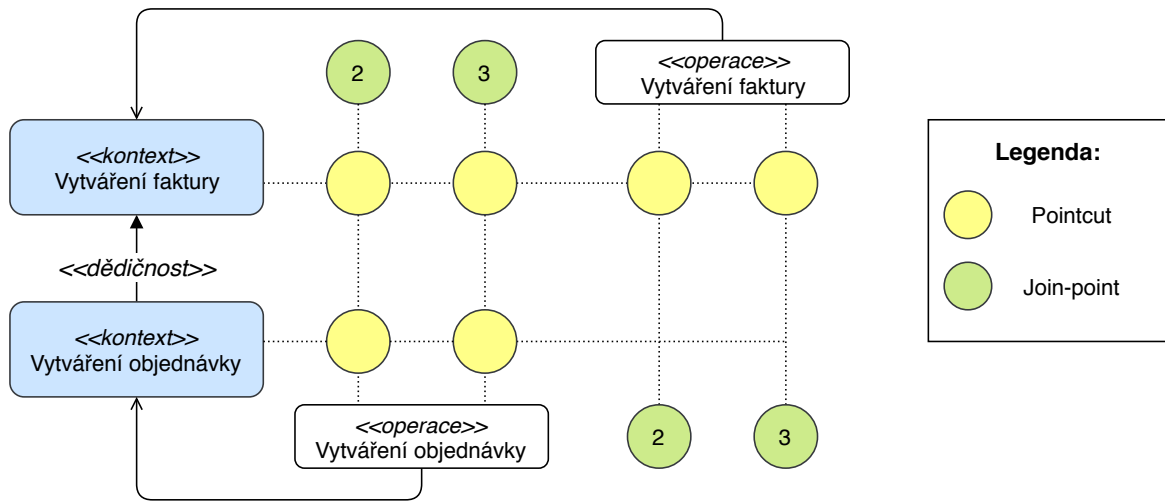 2
3
<<operace>>
Vytváření faktury
<<kontext>>
Vytváření faktury
Legenda:
Pointcut
<<dědičnost>>
Join-point
<<kontext>>
Vytváření objednávky
<<operace>>
Vytváření objednávky
2
3